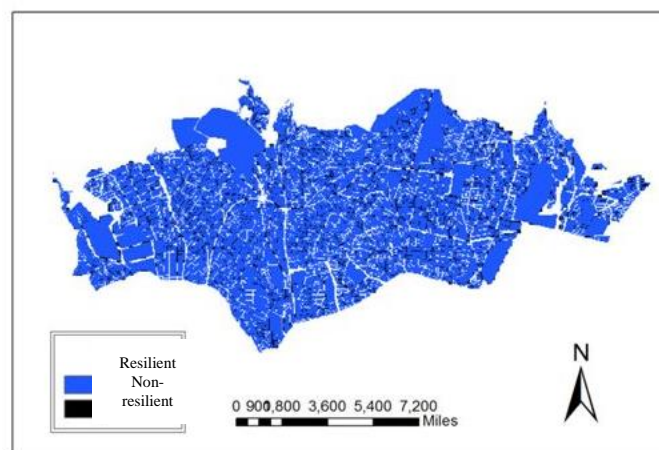 Resilient
Non-
resilient
N
0 900 1,800 3,600 5,400 7,200
Miles